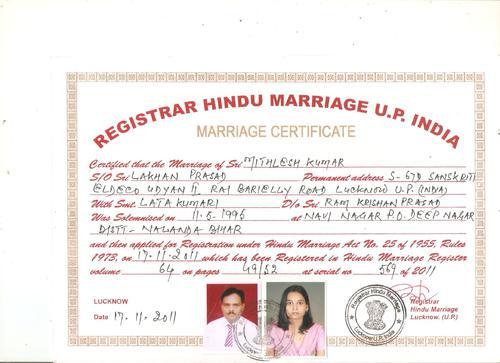 REGISTRAR HINDU MARRIAGE U.P. INDIA
MARRIAGE CERTIFICATE
Certified that the Marriage of Sri MITHLESH KUMAR
S/O Sri LAKHAN PRASAD Permanent address S-670 SANSKRITI
ELDECO UDYAN II RAI BARIELLY ROAD LUCKNOW U.P. (INDIA)
With Smt. LATA KUMARI D/o Sri RAM KRISHAN PRASAD
Was Solemnised on 11-5-1996 at NAVI NAGAR P.O. DEEP NAGAR
DISTT- NALANDA BIHAR
and then applied for Registration under Hindu Marriage Act No. 25 of 1955, Rules
1973, on 17.11.2011 which has been Registered in Hindu Marriage Register
volume 64 on pages 49/52 at serial no 569 of 2011
LUCKNOW
Date 17.11.2011
Registrar Hindu Marriage
Lucknow (U.P.)
Registrar
Hindu Marriage
Lucknow. (U.P.)